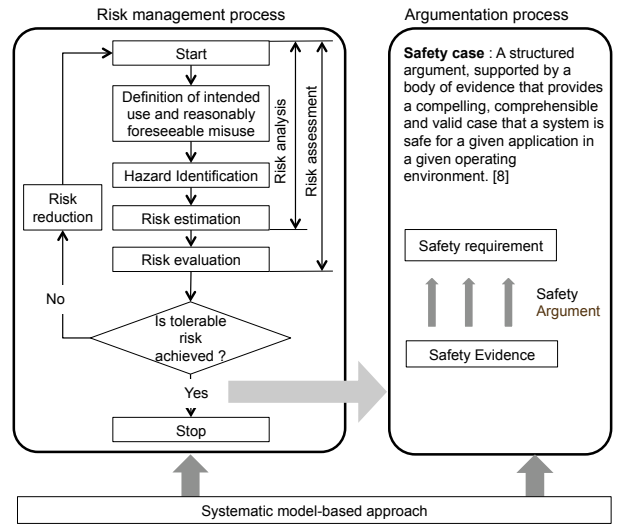 Risk management process
Start
Definition of intended
use and reasonably
foreseeable misuse
Hazard Identification
Risk estimation
Risk evaluation
Risk analysis
Risk assessment
Risk
reduction
No
Is tolerable
risk
achieved ?
Yes
Stop
Argumentation process
Safety case : A structured
argument, supported by a
body of evidence that provides
a compelling, comprehensible
and valid case that a system is
safe for a given application in
a given operating
environment. [8]
Safety requirement
Safety
Argument
Safety Evidence
Systematic model-based approach